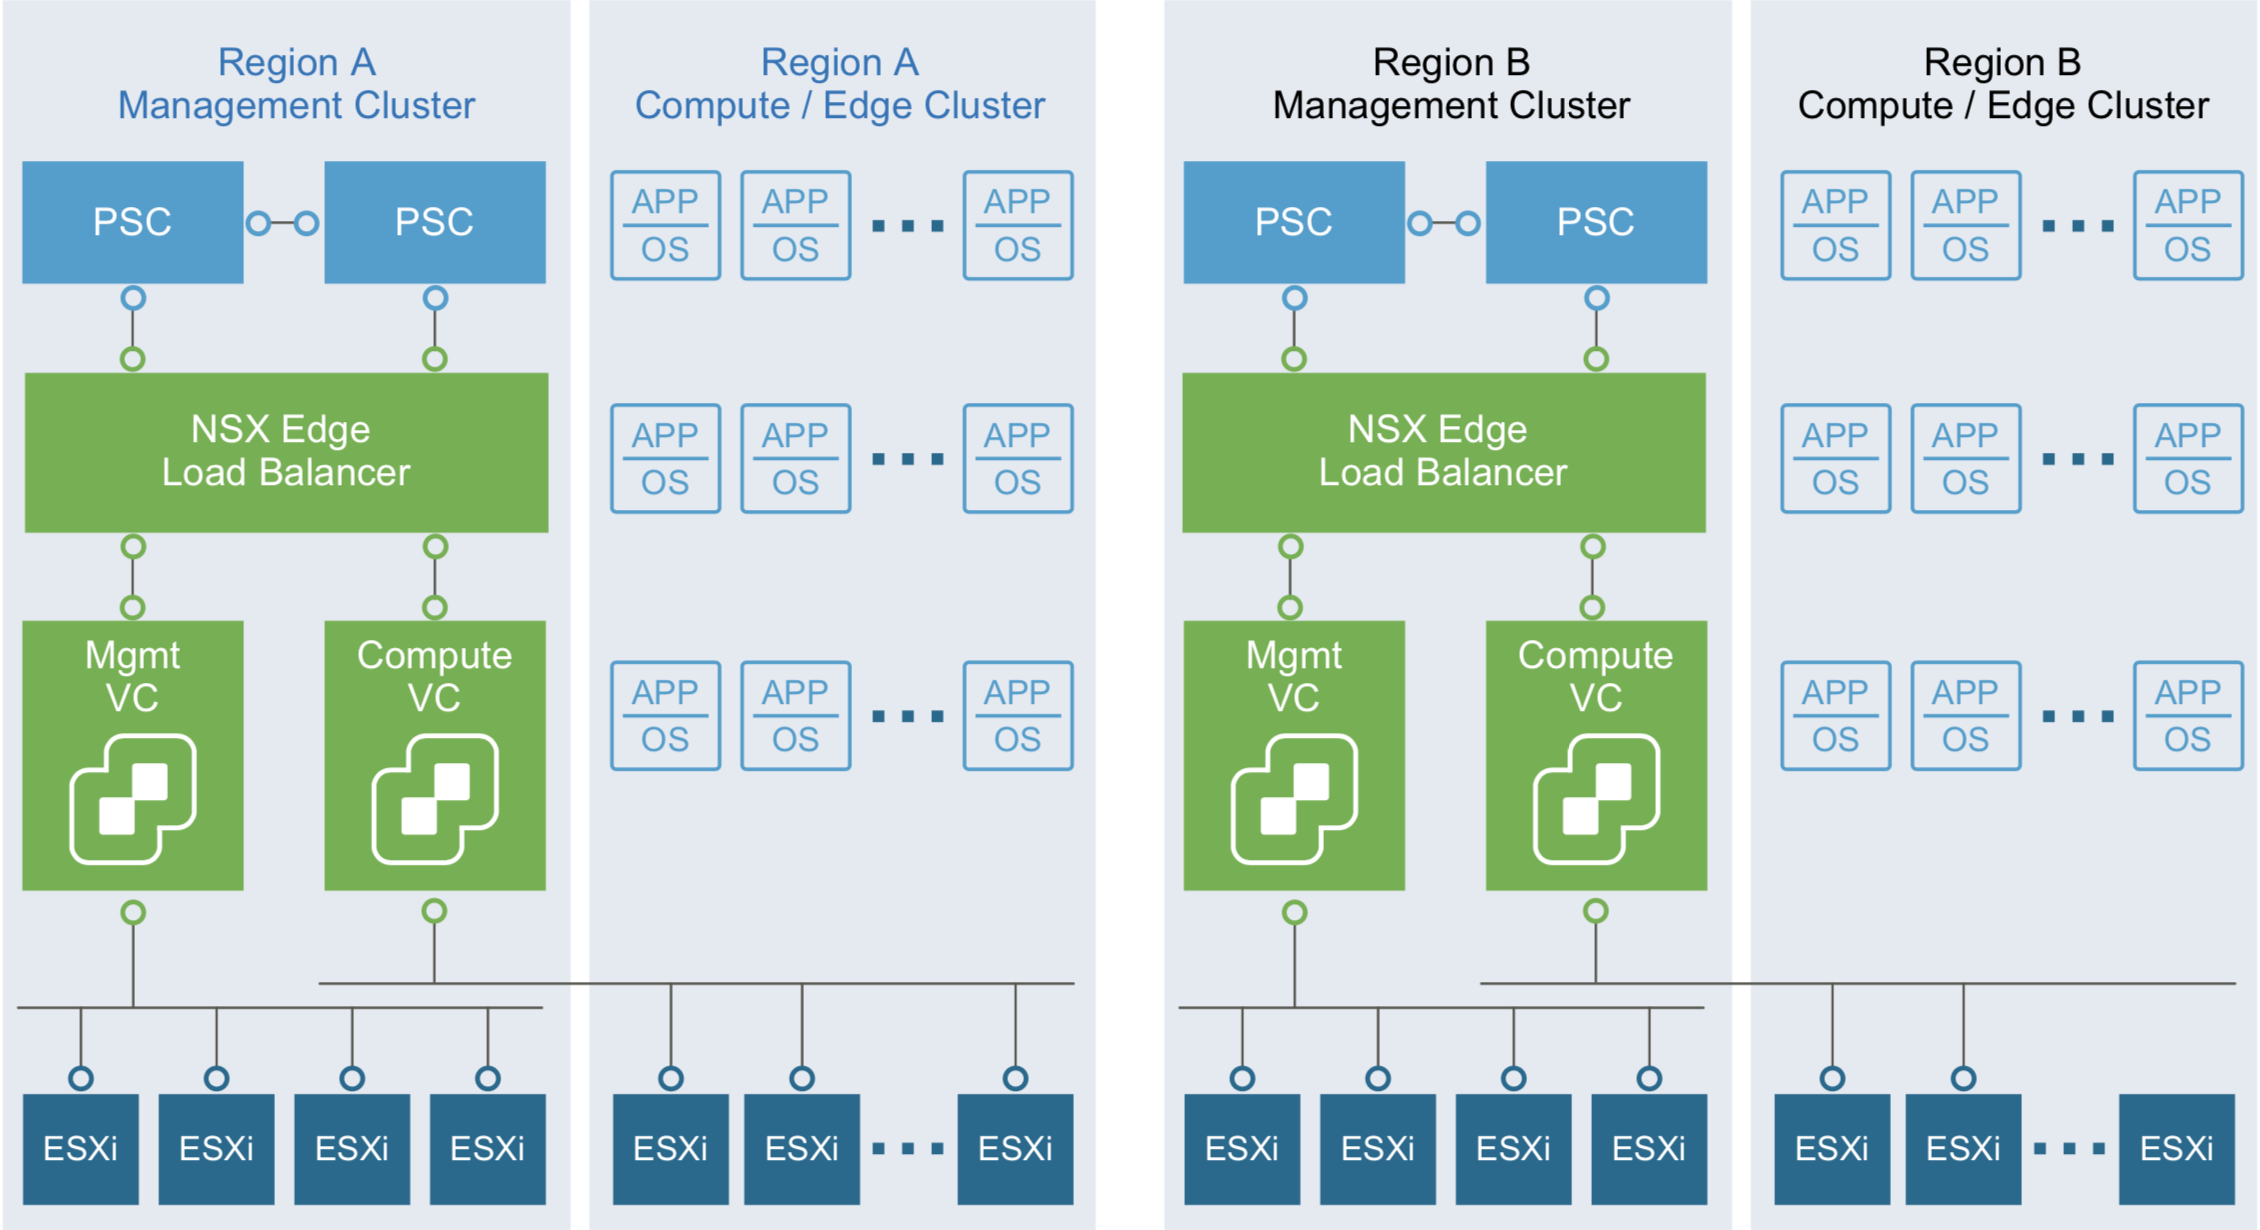 Region A
Management Cluster
PSC
PSC
NSX Edge
Load Balancer
Mgmt
VC
Compute
VC
ESXi
ESXi
ESXi
ESXi
Region A
Compute / Edge Cluster
APP
OS
APP
OS
APP
OS
APP
OS
APP
OS
APP
OS
APP
OS
APP
OS
APP
OS
ESXi
ESXi
ESXi
Region B
Management Cluster
PSC
PSC
NSX Edge
Load Balancer
Mgmt
VC
Compute
VC
ESXi
ESXi
ESXi
ESXi
Region B
Compute / Edge Cluster
APP
OS
APP
OS
APP
OS
APP
OS
APP
OS
APP
OS
APP
OS
APP
OS
APP
OS
ESXi
ESXi
ESXi